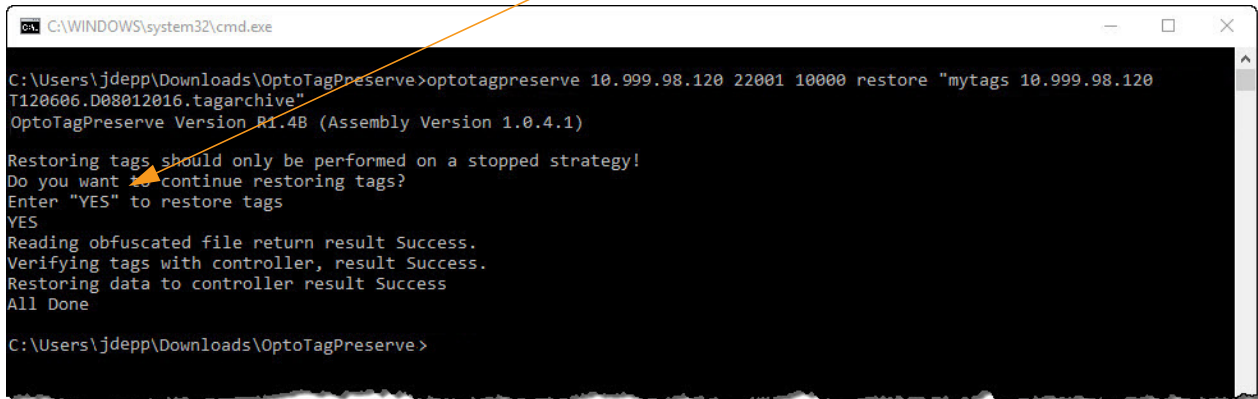 C:\WINDOWS\system32\cmd.exe
C:\Users\jdepp\Downloads\OptoTagPreserve>optotagpreserve 10.999.98.120 22001 10000 restore "mytags 10.999.98.120
T120606.D08012016.tagarchive"
OptoTagPreserve Version R1.4B (Assembly Version 1.0.4.1)
Restoring tags should only be performed on a stopped strategy!
Do you want to continue restoring tags?
Enter "YES" to restore tags
YES
Reading obfuscated file return result Success.
Verifying tags with controller, result Success.
Restoring data to controller result Success
All Done
C:\Users\jdepp\Downloads\OptoTagPreserve>